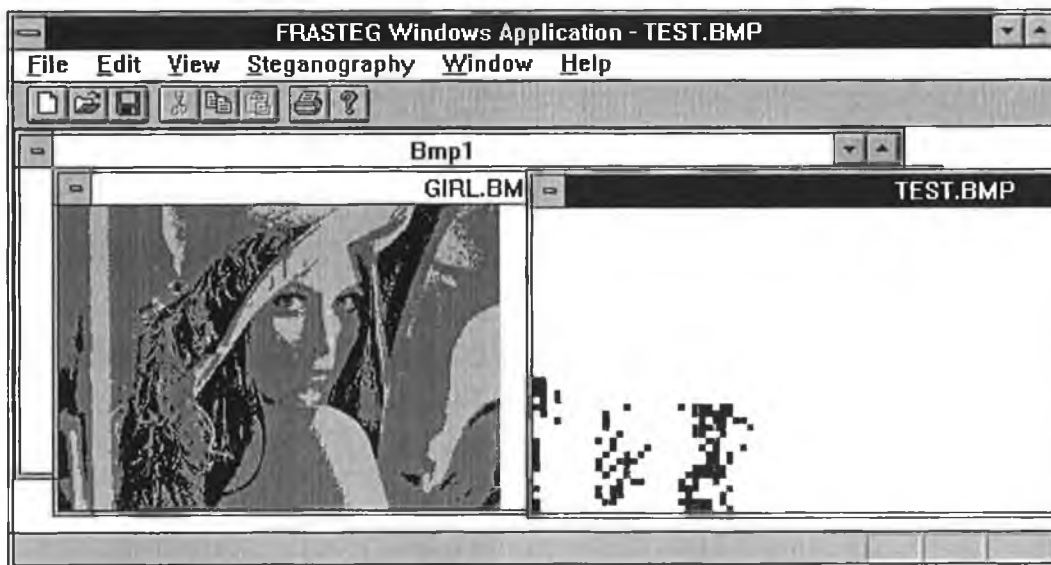 FRASTEG Windows Application - TEST.BMP
File Edit View Steganography Window Help
Bmp1
GIRL.BM
TEST.BMP